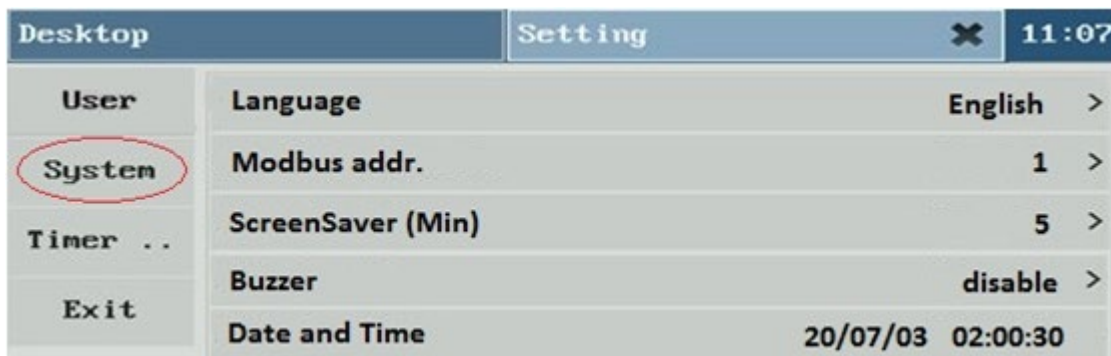 Desktop Setting ✖ 11:07
User Language English >
System Modbus addr. 1 >
Timer .. ScreenSaver (Min) 5 >
Buzzer disable >
Exit
Date and Time 20/07/03 02:00:30